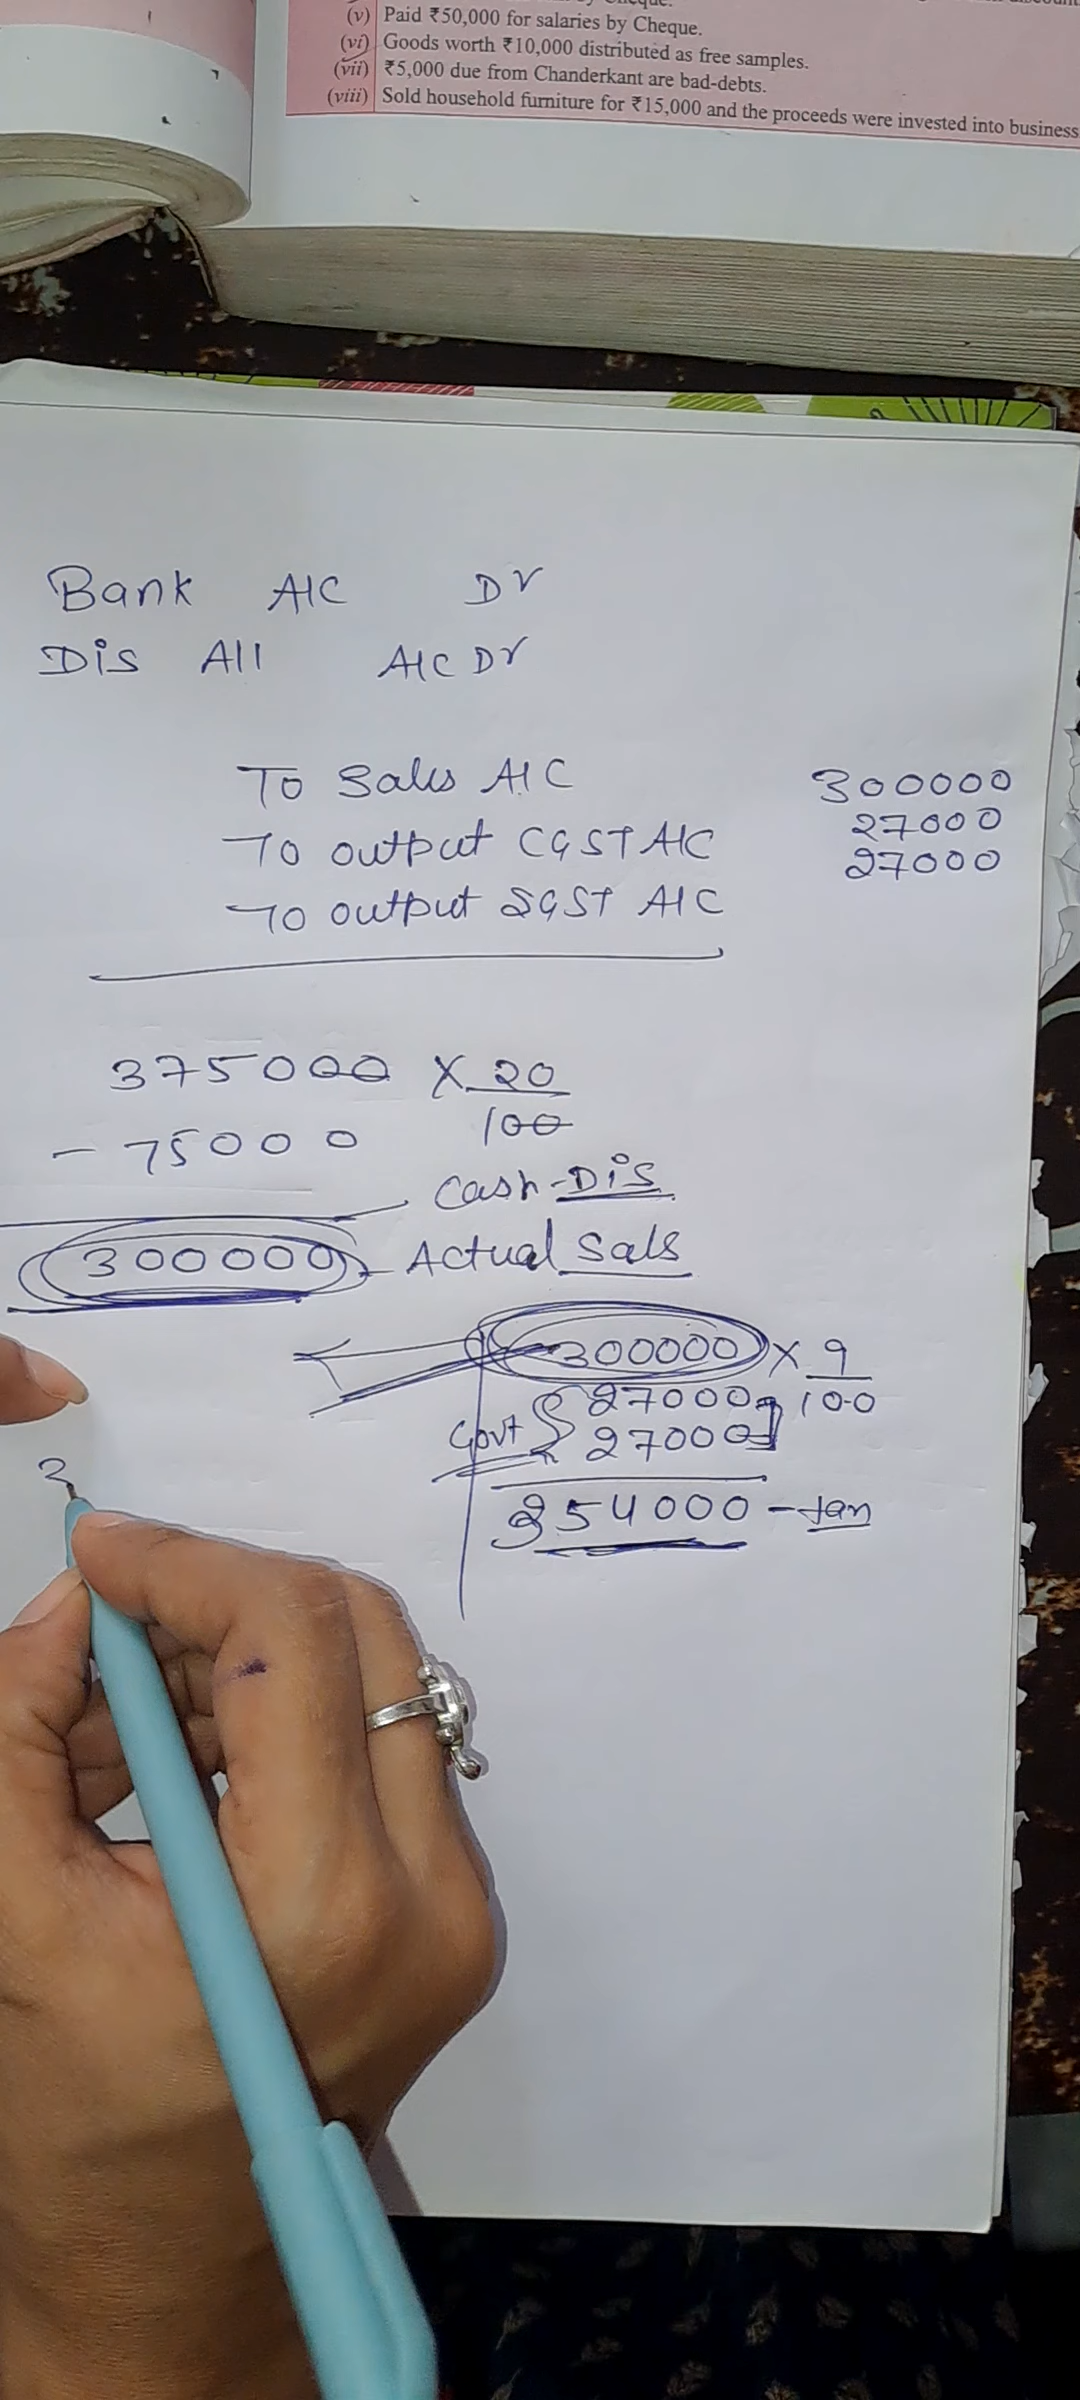 (v) Paid ₹50,000 for salaries by Cheque.
(vi) Goods worth ₹10,000 distributed as free samples.
(vii) ₹5,000 due from Chanderkant are bad-debts.
(viii) Sold household furniture for ₹15,000 and the proceeds were invested into business
Bank A/C Dr
Dis All A/C Dr
To Sales A/C 300000
To output CGST A/C 27000
To output SGST A/C 27000
375000 X 20
100
- 75000
Cash-Dis
300000 - Actual Sals
300000 X 9
100
27000
Govt 27000
354000 - tan
3